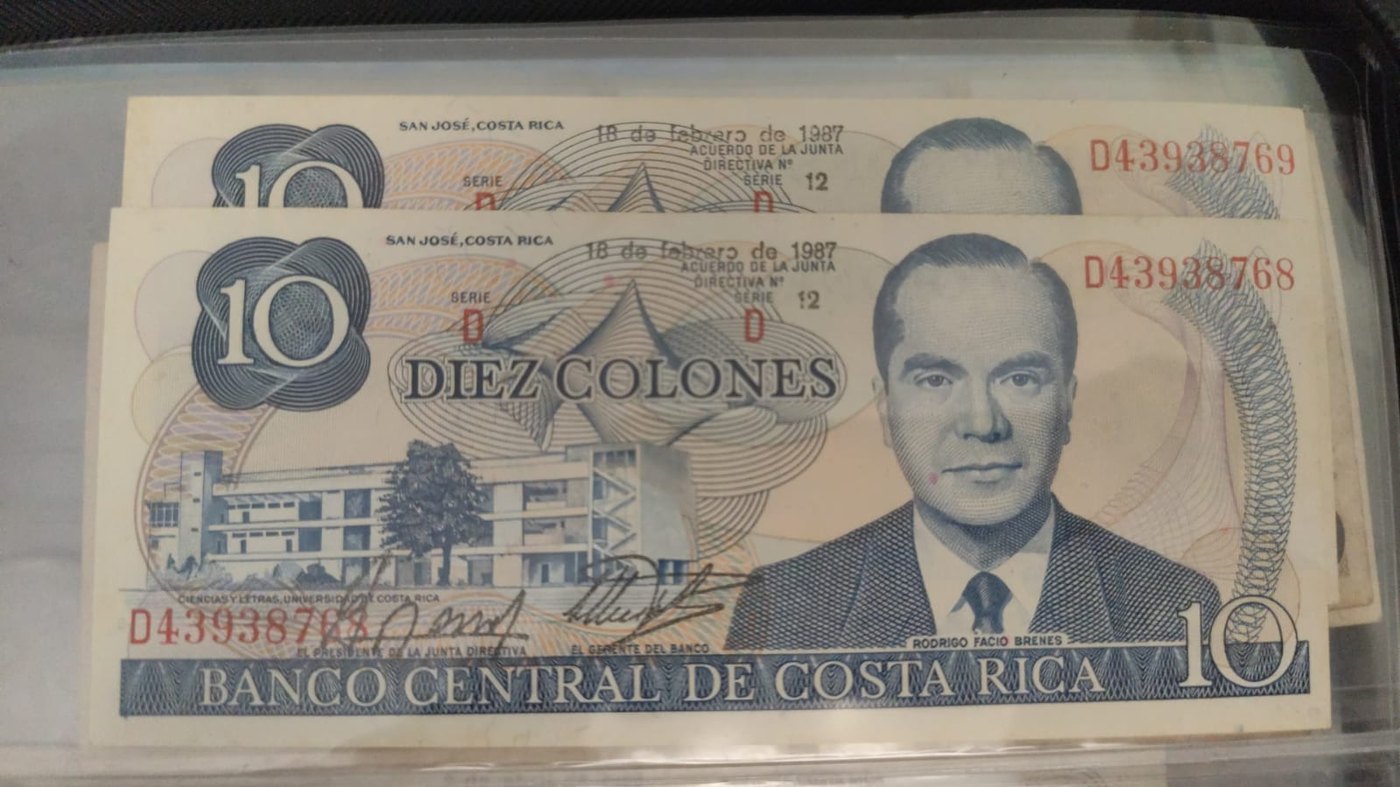 SAN JOSÉ, COSTA RICA
18 de febrero de 1987
ACUERDO DE LA JUNTA
DIRECTIVA Nº
SERIE 12
SERIE
D D
10
D43938769
SAN JOSÉ, COSTA RICA
18 de febrero de 1987
ACUERDO DE LA JUNTA
DIRECTIVA Nº
SERIE 12
SERIE
D D
10
D43938768
DIEZ COLONES
CIENCIAS Y LETRAS, UNIVERSIDAD DE COSTA RICA
D43938768
EL PRESIDENTE DE LA JUNTA DIRECTIVA
EL GERENTE DEL BANCO
RODRIGO FACIO BRENES
10
BANCO CENTRAL DE COSTA RICA